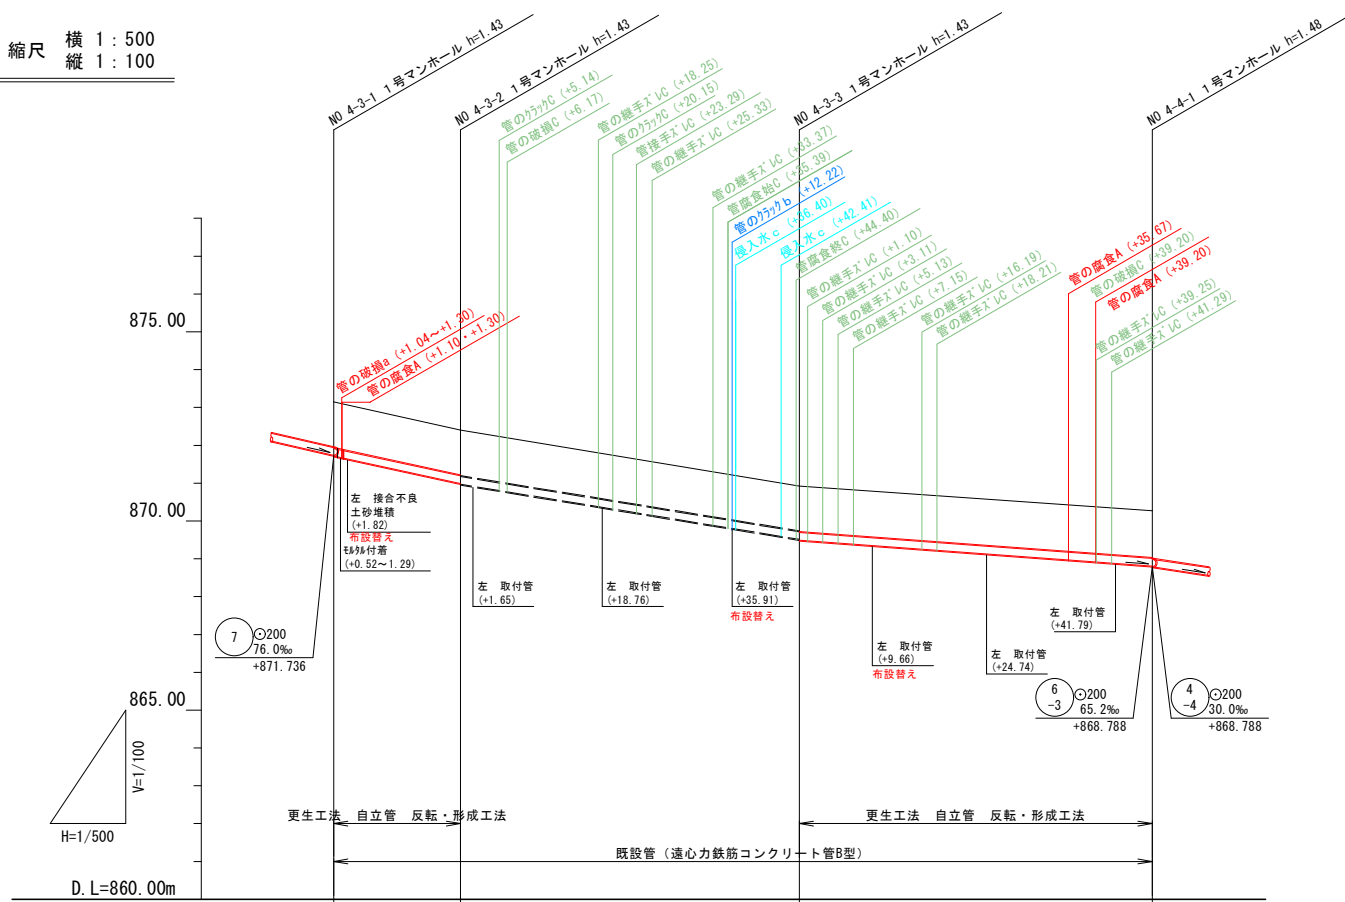 縮尺
横 1：500
縦 1：100
NO 4-3-1 1号マンホール h=1.43
NO 4-3-2 1号マンホール h=1.43
NO 4-3-3 1号マンホール h=1.43
NO 4-4-1 1号マンホール h=1.48
管のクラックC (+5.14)
管の破損C (+6.17)
管の継手ズレC (+18.25)
管のクラックC (+20.15)
管接手ズレC (+23.29)
管の継手ズレC (+25.33)
管の継手ズレC (+33.37)
管腐食始C (+35.39)
管のクラックb (+12.22)
侵入水c (+36.40)
侵入水c (+42.41)
管腐食終C (+44.40)
管の継手ズレC (+1.10)
管の継手ズレC (+3.11)
管の継手ズレC (+5.13)
管の継手ズレC (+7.15)
管の継手ズレC (+16.19)
管の継手ズレC (+18.21)
管の腐食A (+35.67)
管の破損C (+39.20)
管の腐食A (+39.20)
管の継手ズレC (+39.25)
管の継手ズレC (+41.29)
管の破損a (+1.04～+1.30)
管の腐食A (+1.10・+1.30)
875.00
870.00
865.00
左 接合不良
土砂堆積
(+1.82)
布設替え
モルタル付着
(+0.52～1.29)
左 取付管
(+1.65)
左 取付管
(+18.76)
左 取付管
(+35.91)
布設替え
左 取付管
(+9.66)
布設替え
左 取付管
(+24.74)
左 取付管
(+41.79)
7
200
76.0‰
+871.736
6
-3
200
65.2‰
+868.788
4
-4
200
30.0‰
+868.788
V=1/100
H=1/500
更生工法 自立管 反転・形成工法
更生工法 自立管 反転・形成工法
既設管（遠心力鉄筋コンクリート管B型）
D.L=860.00m